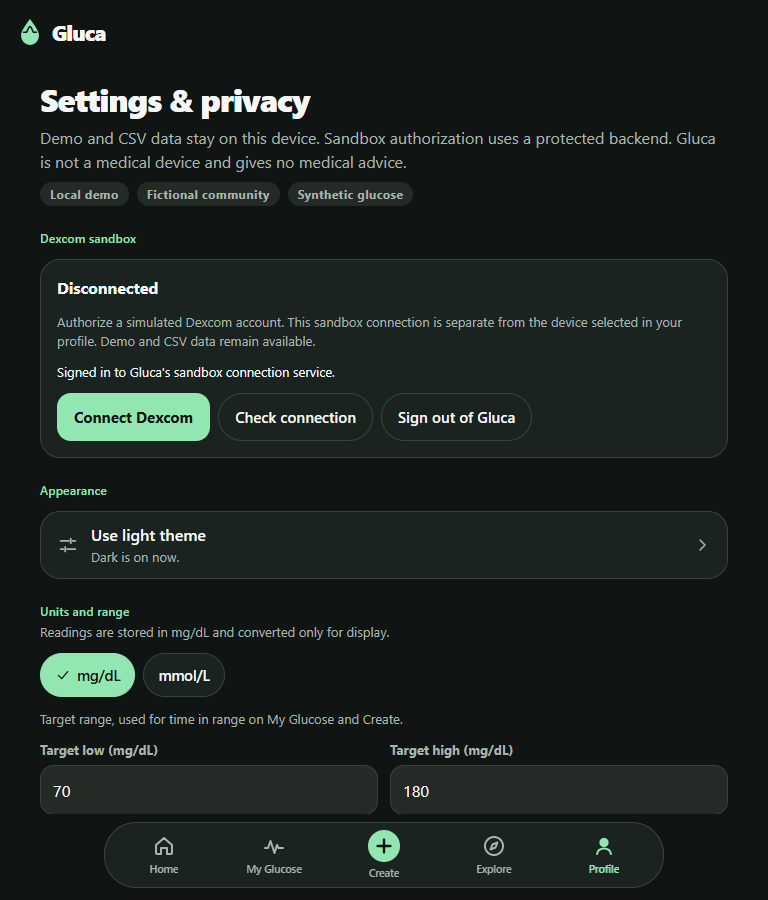 Gluca
Settings & privacy
Demo and CSV data stay on this device. Sandbox authorization uses a protected backend. Gluca
is not a medical device and gives no medical advice.
Local demo Fictional community Synthetic glucose
Dexcom sandbox
Disconnected
Authorize a simulated Dexcom account. This sandbox connection is separate from the device selected in your
profile. Demo and CSV data remain available.
Signed in to Gluca's sandbox connection service.
Connect Dexcom Check connection Sign out of Gluca
Appearance
Use light theme
Dark is on now.
Units and range
Readings are stored in mg/dL and converted only for display.
mg/dL mmol/L
Target range, used for time in range on My Glucose and Create.
Target low (mg/dL) Target high (mg/dL)
70 180
Home My Glucose Create Explore Profile